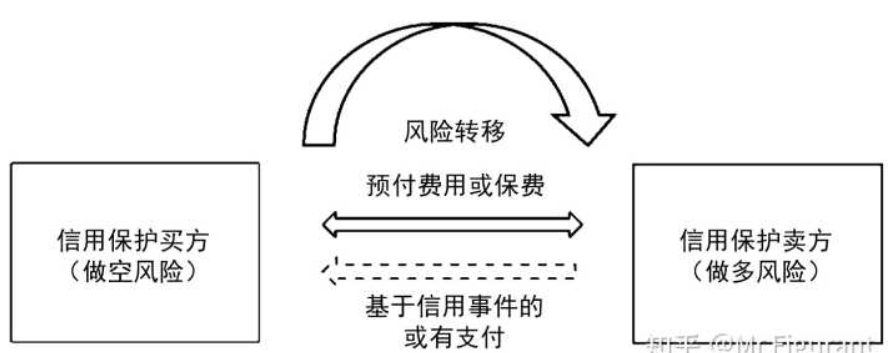 风险转移
预付费用或保费
信用保护买方
（做空风险）
信用保护卖方
（做多风险）
基于信用事件的
或有支付
知乎 @Mr.Figurant